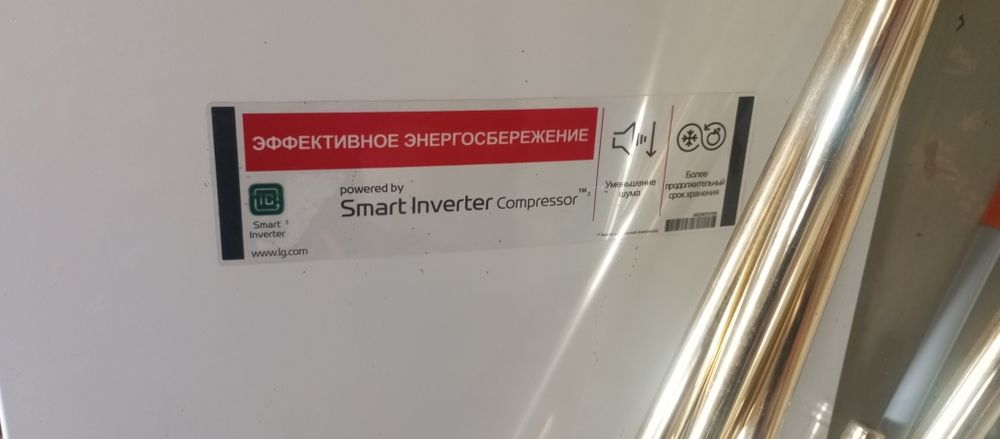 ЭФФЕКТИВНОЕ ЭНЕРГОСБЕРЕЖЕНИЕ
powered by
Smart Inverter Compressor™
Smart
Inverter
www.lg.com
Уменьшение
шума
Более
продолжительный
срок хранения